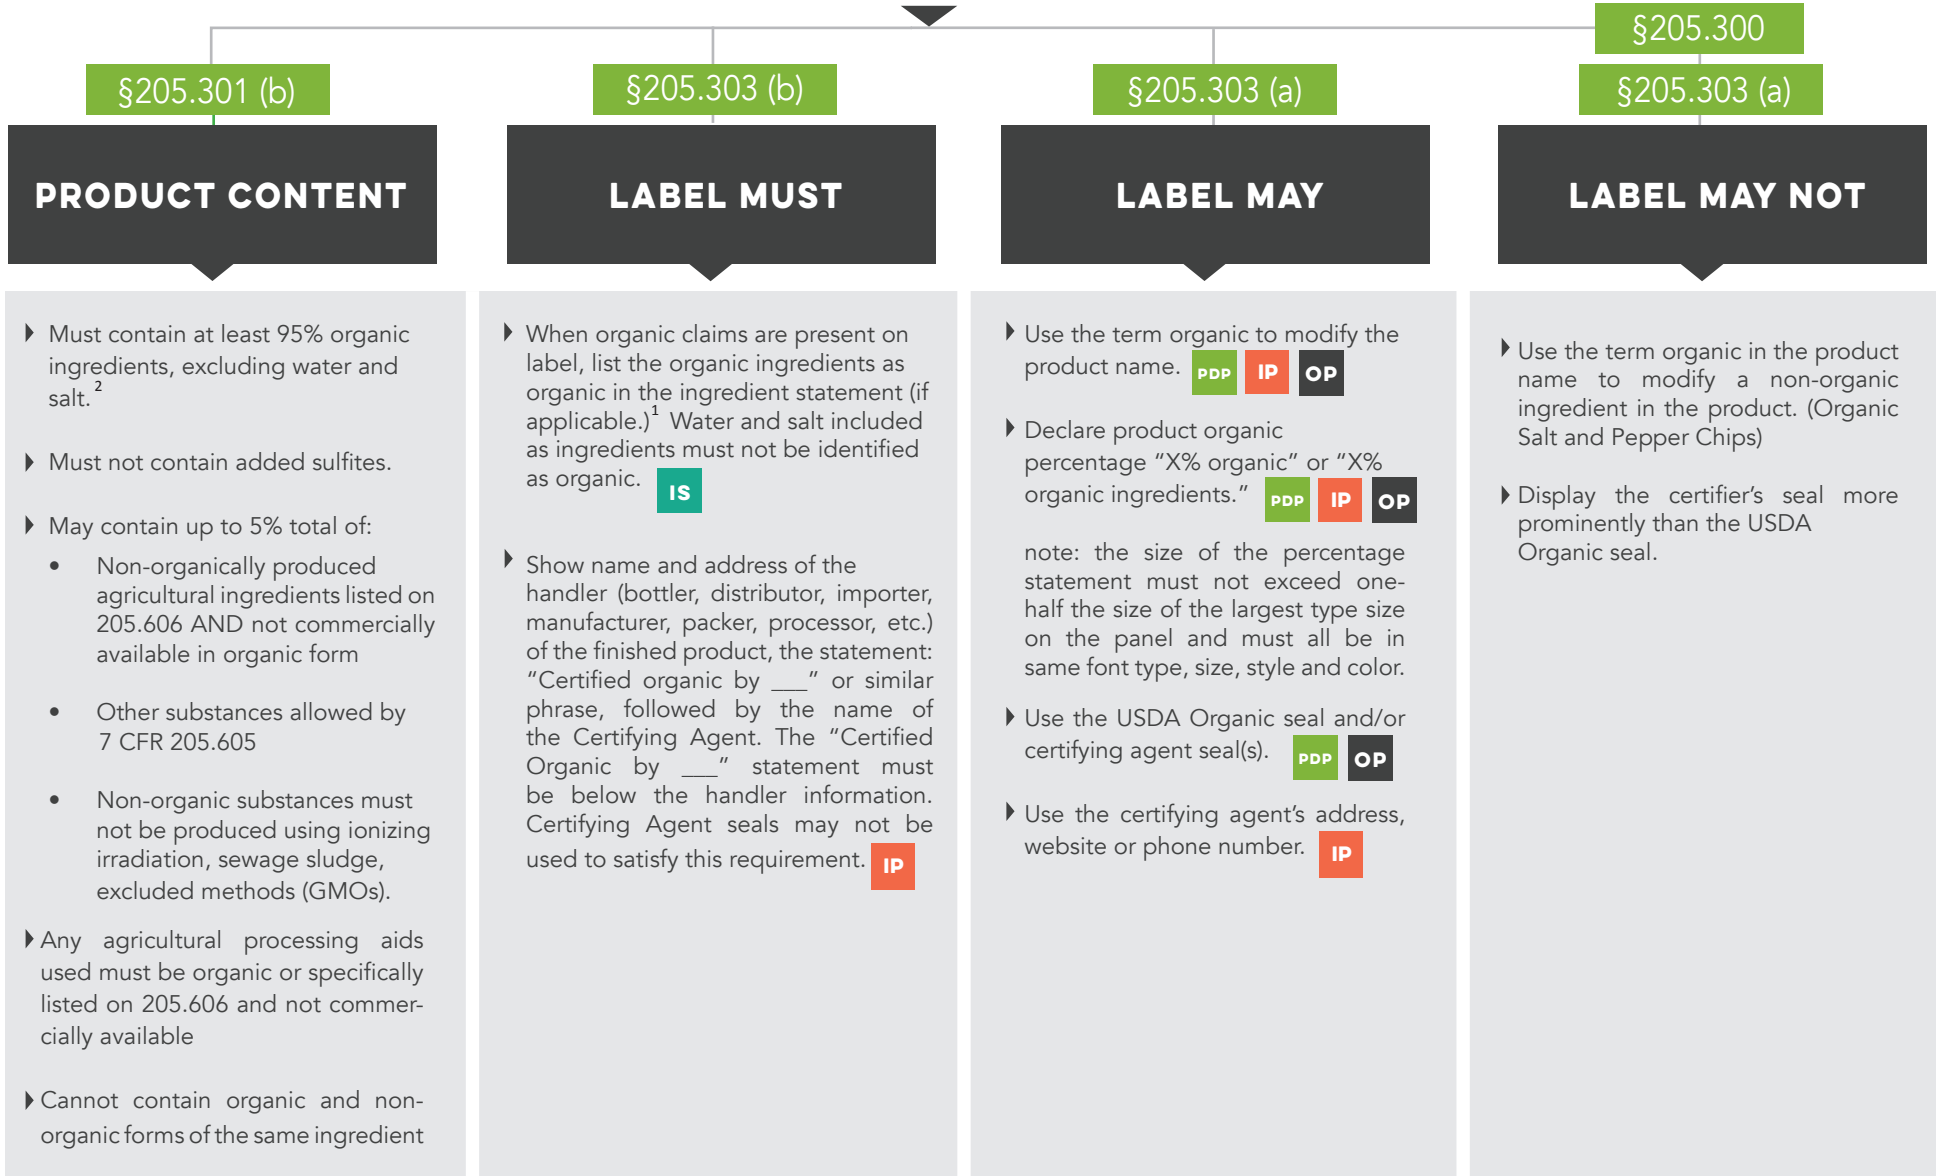 §205.300
§205.301 (b)
§205.303 (b)
§205.303 (a)
§205.303 (a)
PRODUCT CONTENT
LABEL MUST
LABEL MAY
LABEL MAY NOT
Must contain at least 95% organic
ingredients, excluding water and
salt. 2
Must not contain added sulfites.
May contain up to 5% total of:
• Non-organically produced
agricultural ingredients listed on
205.606 AND not commercially
available in organic form
• Other substances allowed by
7 CFR 205.605
• Non-organic substances must
not be produced using ionizing
irradiation, sewage sludge,
excluded methods (GMOs).
Any agricultural processing aids
used must be organic or specifically
listed on 205.606 and not commer-
cially available
Cannot contain organic and non-
organic forms of the same ingredient
When organic claims are present on
label, list the organic ingredients as
organic in the ingredient statement (if
applicable.)1 Water and salt included
as ingredients must not be identified
as organic. IS
Show name and address of the
handler (bottler, distributor, importer,
manufacturer, packer, processor, etc.)
of the finished product, the statement:
“Certified organic by ___” or similar
phrase, followed by the name of
the Certifying Agent. The “Certified
Organic by ___” statement must
be below the handler information.
Certifying Agent seals may not be
used to satisfy this requirement. IP
Use the term organic to modify the
product name. PDP IP OP
Declare product organic
percentage “X% organic” or “X%
organic ingredients.” PDP IP OP
note: the size of the percentage
statement must not exceed one-
half the size of the largest type size
on the panel and must all be in
same font type, size, style and color.
Use the USDA Organic seal and/or
certifying agent seal(s). PDP OP
Use the certifying agent’s address,
website or phone number. IP
Use the term organic in the product
name to modify a non-organic
ingredient in the product. (Organic
Salt and Pepper Chips)
Display the certifier’s seal more
prominently than the USDA
Organic seal.